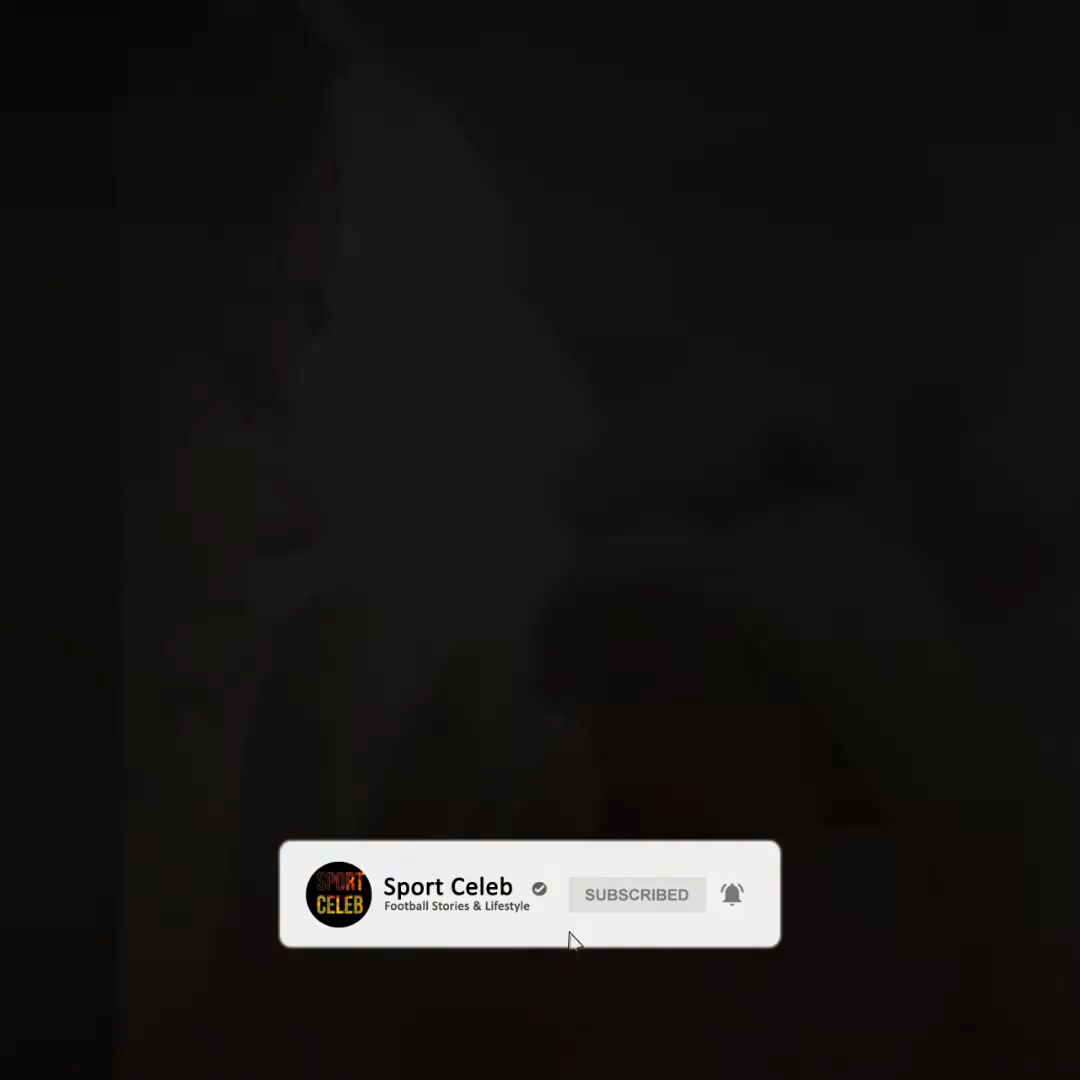 SPORT
CELEB
Sport Celeb
Football Stories & Lifestyle
SUBSCRIBED